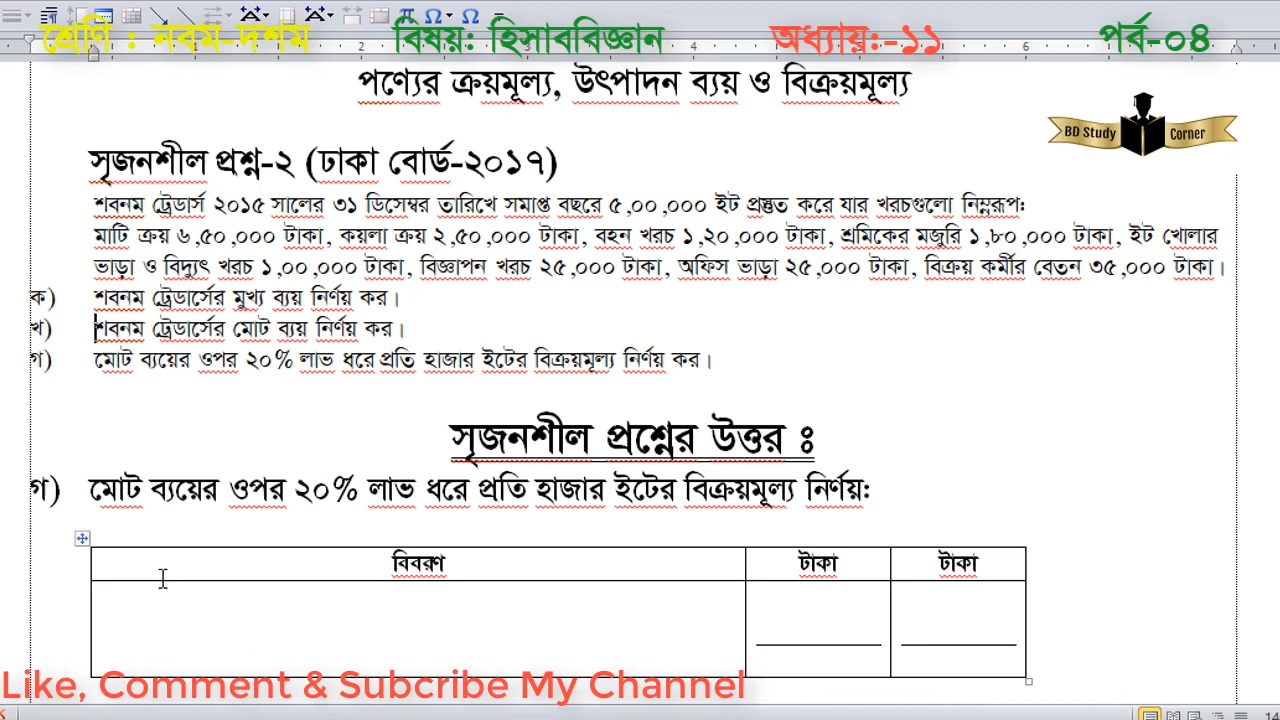 শ্রেণি : নবম-দশম বিষয়: হিসাববিজ্ঞান অধ্যায়:-১১ পর্ব-০৪
পণ্যের ক্রয়মূল্য, উৎপাদন ব্যয় ও বিক্রয়মূল্য
BD Study Corner
সৃজনশীল প্রশ্ন-২ (ঢাকা বোর্ড-২০১৭)
শবনম ট্রেডার্স ২০১৫ সালের ৩১ ডিসেম্বর তারিখে সমাপ্ত বছরে ৫,০০,০০০ ইট প্রস্তুত করে যার খরচগুলো নিম্নরূপঃ
মাটি ক্রয় ৬,৫০,০০০ টাকা, কয়লা ক্রয় ২,৫০,০০০ টাকা, বহন খরচ ১,২০,০০০ টাকা, শ্রমিকের মজুরি ১,৮০,০০০ টাকা, ইট খোলার
ভাড়া ও বিদ্যুৎ খরচ ১,০০,০০০ টাকা, বিজ্ঞাপন খরচ ২৫,০০০ টাকা, অফিস ভাড়া ২৫,০০০ টাকা, বিক্রয় কর্মীর বেতন ৩৫,০০০ টাকা।
ক) শবনম ট্রেডার্সের মুখ্য ব্যয় নির্ণয় কর।
খ) শবনম ট্রেডার্সের মোট ব্যয় নির্ণয় কর।
গ) মোট ব্যয়ের ওপর ২০% লাভ ধরে প্রতি হাজার ইটের বিক্রয়মূল্য নির্ণয় কর।
সৃজনশীল প্রশ্নের উত্তর ঃ
গ) মোট ব্যয়ের ওপর ২০% লাভ ধরে প্রতি হাজার ইটের বিক্রয়মূল্য নির্ণয়ঃ
বিবরণ টাকা টাকা
Like, Comment & Subcribe My Channel